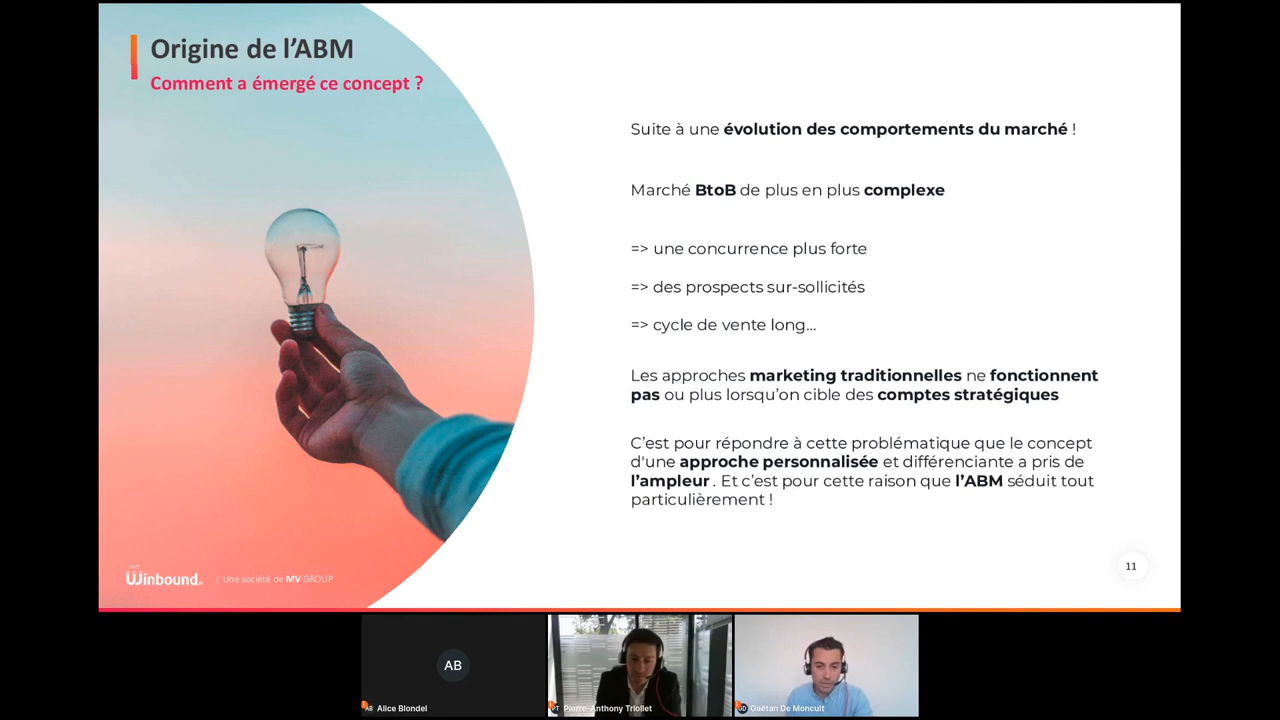 Origine de l'ABM
Comment a émergé ce concept ?
Suite à une évolution des comportements du marché !
Marché BtoB de plus en plus complexe
=> une concurrence plus forte
=> des prospects sur-sollicités
=> cycle de vente long...
Les approches marketing traditionnelles ne fonctionnent
pas ou plus lorsqu'on cible des comptes stratégiques
C'est pour répondre à cette problématique que le concept
d'une approche personnalisée et différenciante a pris de
l'ampleur . Et c'est pour cette raison que l'ABM séduit tout
particulièrement !
Winbound
| Une société de MV GROUP
11
AB
AB Alice Blondel
PT Pierre-Anthony Triollet
GD Gaëtan De Moncuit